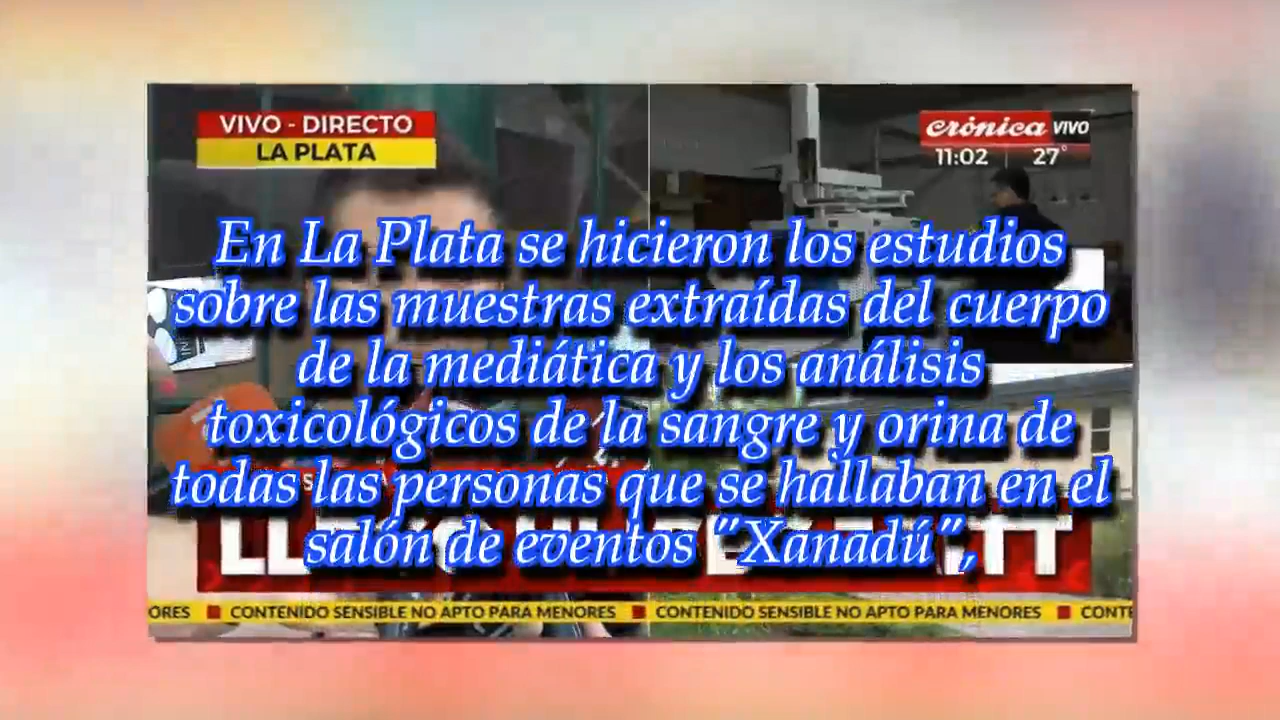 VIVO - DIRECTO
LA PLATA
crónica VIVO
11:02 27°
En La Plata se hicieron los estudios
sobre las muestras extraídas del cuerpo
de la mediática y los análisis
toxicológicos de la sangre y orina de
todas las personas que se hallaban en el
salón de eventos "Xanadú",
ORES CONTENIDO SENSIBLE NO APTO PARA MENORES CONTENIDO SENSIBLE NO APTO PARA MENORES CONT